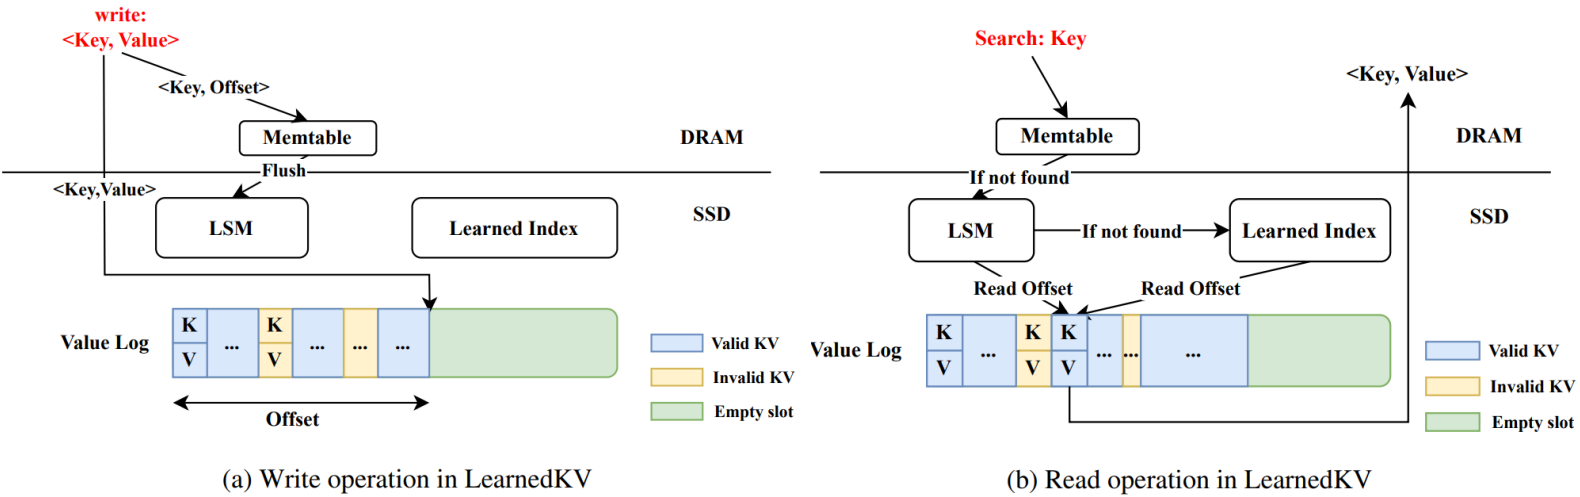 write:
<Key, Value>
<Key, Offset>
Memtable
DRAM
Flush
<Key,Value>
SSD
LSM
Learned Index
Value Log
K
V
...
K
V
...
...
...
Valid KV
Invalid KV
Empty slot
Offset
(a) Write operation in LearnedKV
Search: Key
<Key, Value>
Memtable
DRAM
If not found
SSD
LSM
If not found
Learned Index
Read Offset
Read Offset
Value Log
K
V
...
K
V
K
V
...
...
...
Valid KV
Invalid KV
Empty slot
(b) Read operation in LearnedKV